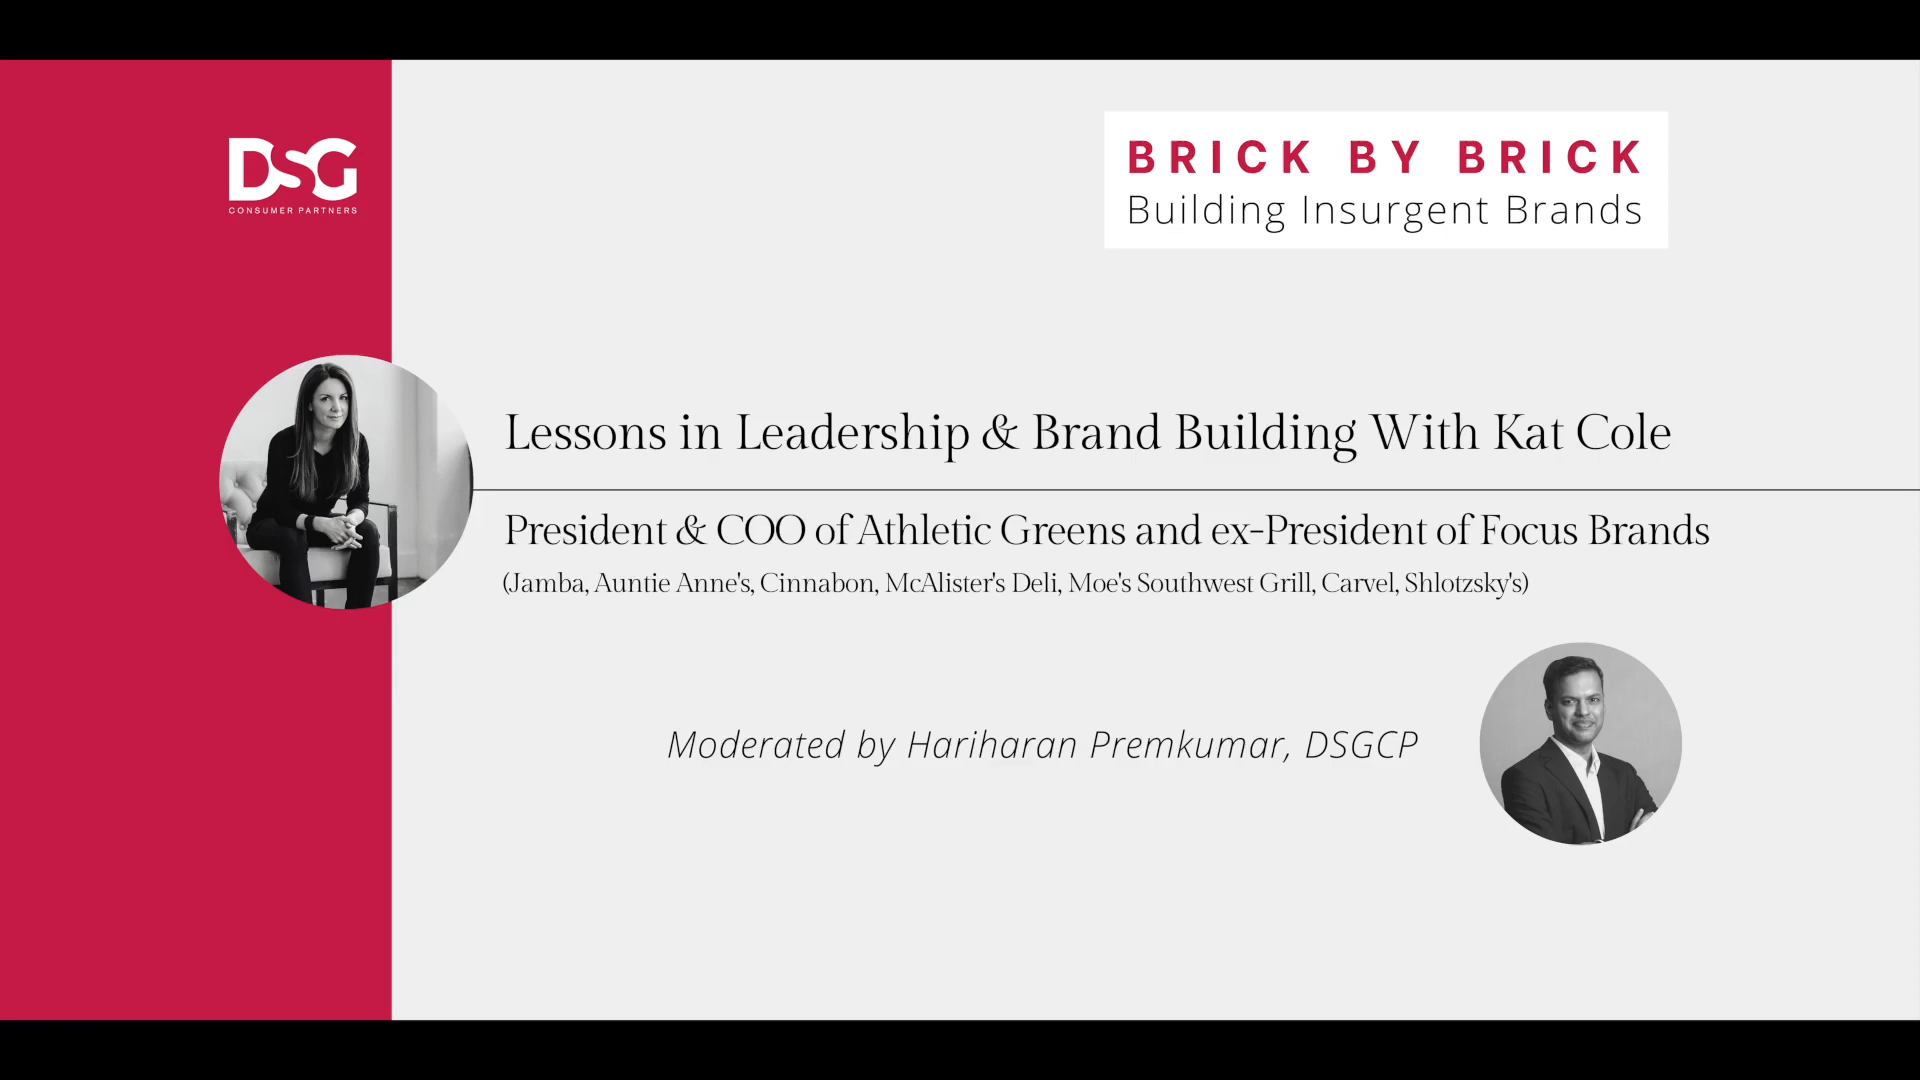 DSG
CONSUMER PARTNERS
BRICK BY BRICK
Building Insurgent Brands
Lessons in Leadership & Brand Building With Kat Cole
President & COO of Athletic Greens and ex-President of Focus Brands
(Jamba, Auntie Anne's, Cinnabon, McAlister's Deli, Moe's Southwest Grill, Carvel, Shlotzsky's)
Moderated by Hariharan Premkumar, DSGCP